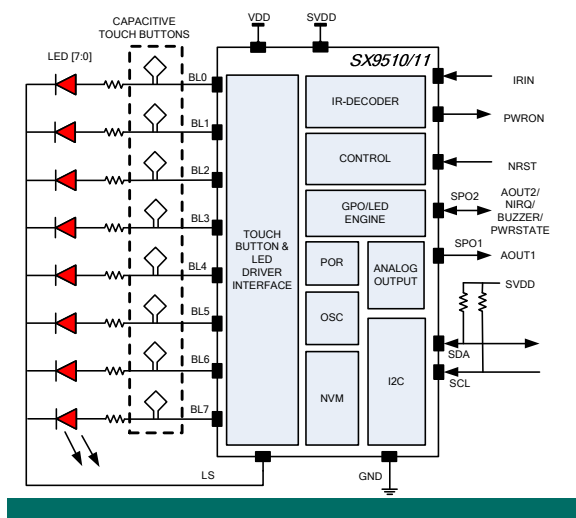 CAPACITIVE
TOUCH BUTTONS
VDD
SVDD
LED [7:0]
SX9510/11
BL0
BL1
BL2
BL3
BL4
BL5
BL6
BL7
TOUCH
BUTTON &
LED
DRIVER
INTERFACE
IR-DECODER
CONTROL
GPO/LED
ENGINE
POR
ANALOG
OUTPUT
OSC
NVM
I2C
IRIN
PWRON
NRST
SPO2
AOUT2/
NIRQ/
BUZZER/
PWRSTATE
SPO1
AOUT1
SVDD
SDA
SCL
LS
GND